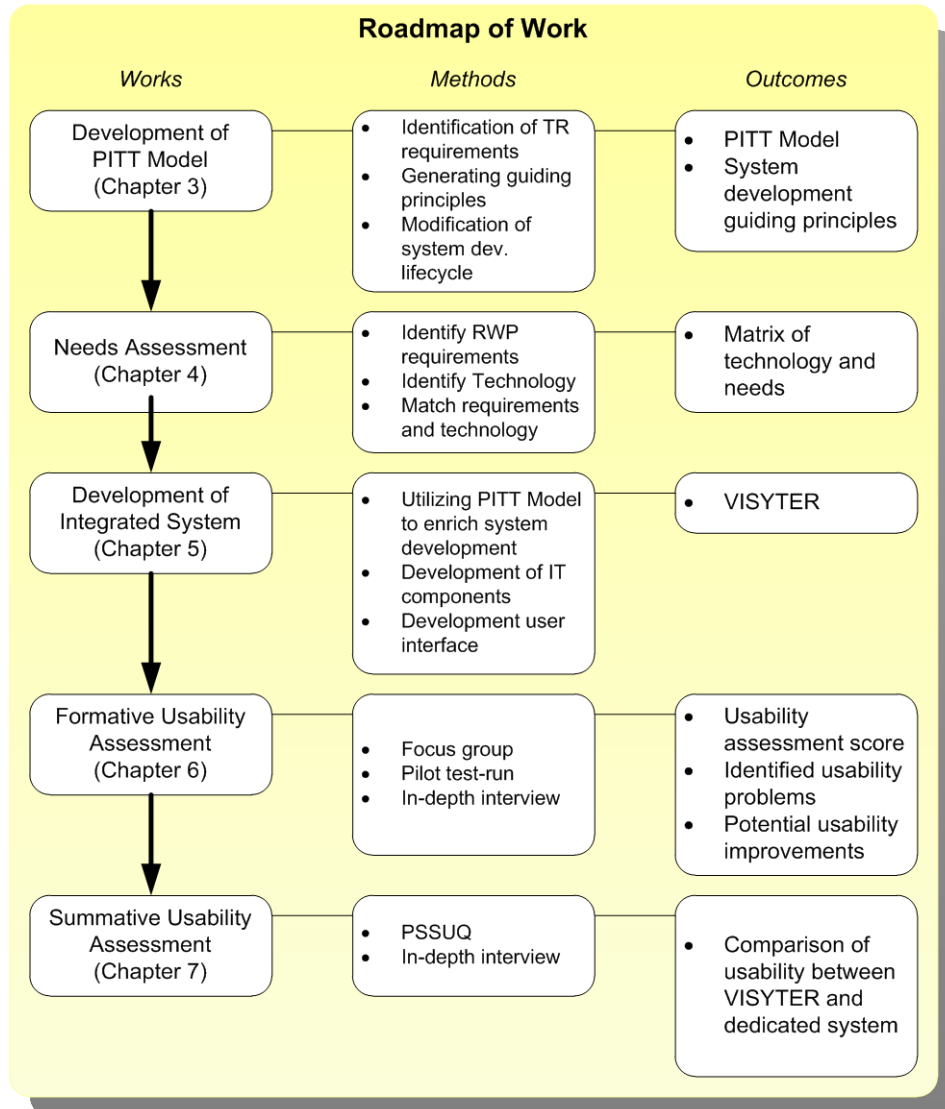 Roadmap of Work
Works
Methods
Outcomes
Development of
PITT Model
(Chapter 3)
• Identification of TR
requirements
• Generating guiding
principles
• Modification of
system dev.
lifecycle
• PITT Model
• System
development
guiding principles
Needs Assessment
(Chapter 4)
• Identify RWP
requirements
• Identify Technology
• Match requirements
and technology
• Matrix of
technology and
needs
Development of
Integrated System
(Chapter 5)
• Utilizing PITT Model
to enrich system
development
• Development of IT
components
• Development user
interface
• VISYTER
Formative Usability
Assessment
(Chapter 6)
• Focus group
• Pilot test-run
• In-depth interview
• Usability
assessment score
• Identified usability
problems
• Potential usability
improvements
Summative Usability
Assessment
(Chapter 7)
• PSSUQ
• In-depth interview
• Comparison of
usability between
VISYTER and
dedicated system